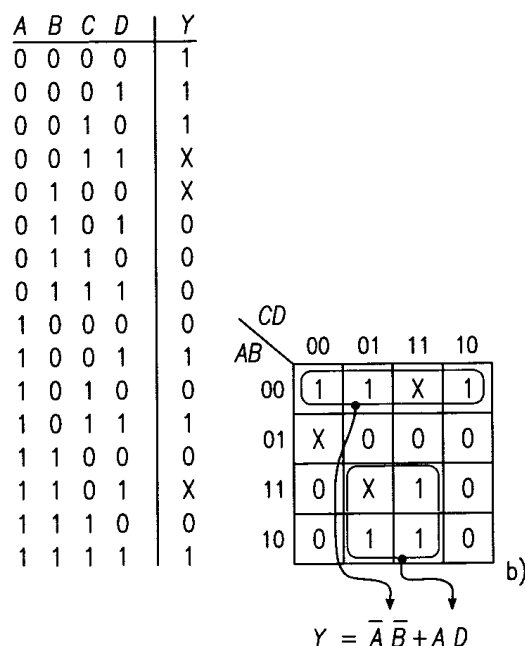 A B C D Y
0 0 0 0 1
0 0 0 1 1
0 0 1 0 1
0 0 1 1 X
0 1 0 0 X
0 1 0 1 0
0 1 1 0 0
0 1 1 1 0
1 0 0 0 0
1 0 0 1 1
1 0 1 0 0
1 0 1 1 1
1 1 0 0 0
1 1 0 1 X
1 1 1 0 0
1 1 1 1 1
CD
AB 00 01 11 10
00 1 1 X 1
01 X 0 0 0
11 0 X 1 0
10 0 1 1 0
b)
Y = A̅ B̅ + A D